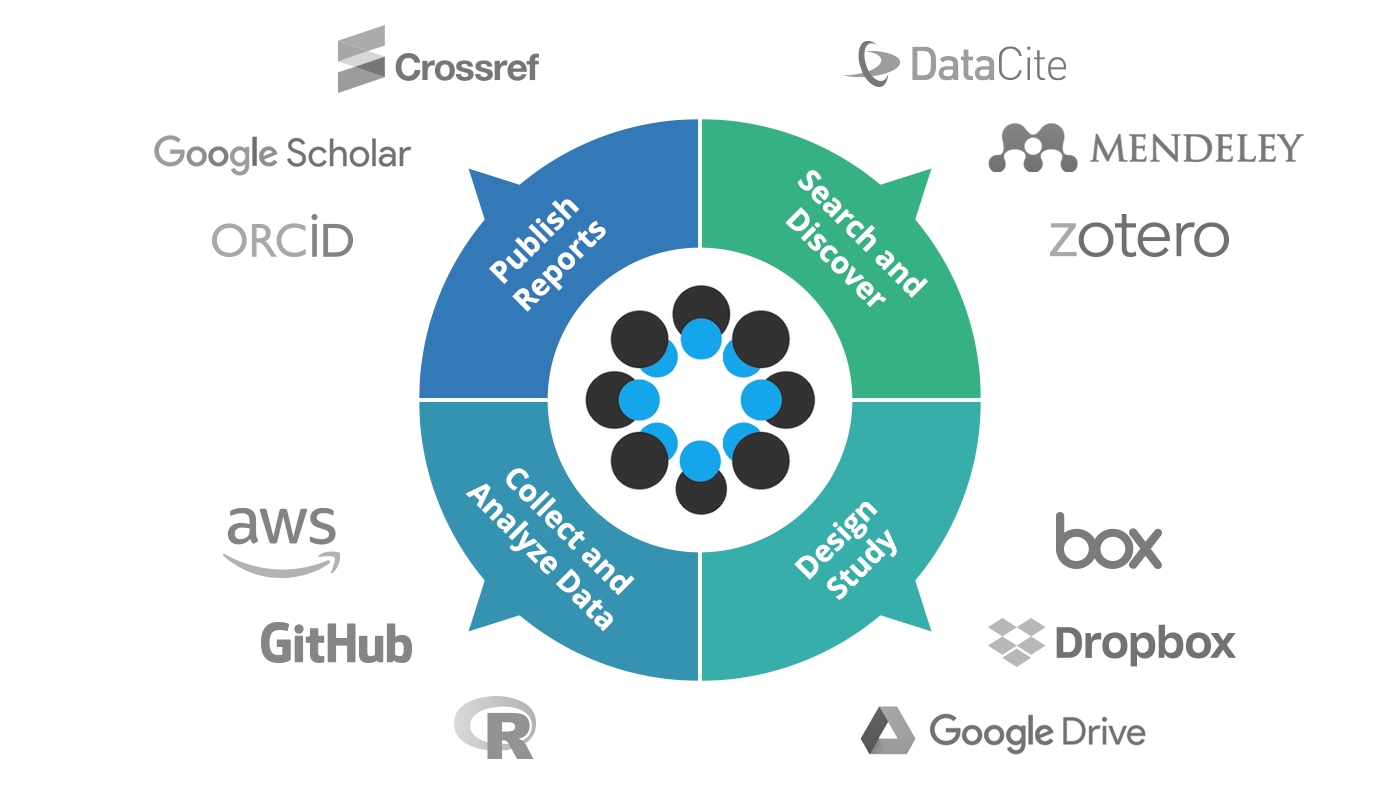 Crossref
DataCite
Google Scholar
MENDELEY
ORCiD
zotero
Publish
Reports
Search and
Discover
Collect and
Analyze Data
Design
Study
aws
box
GitHub
Dropbox
R
Google Drive